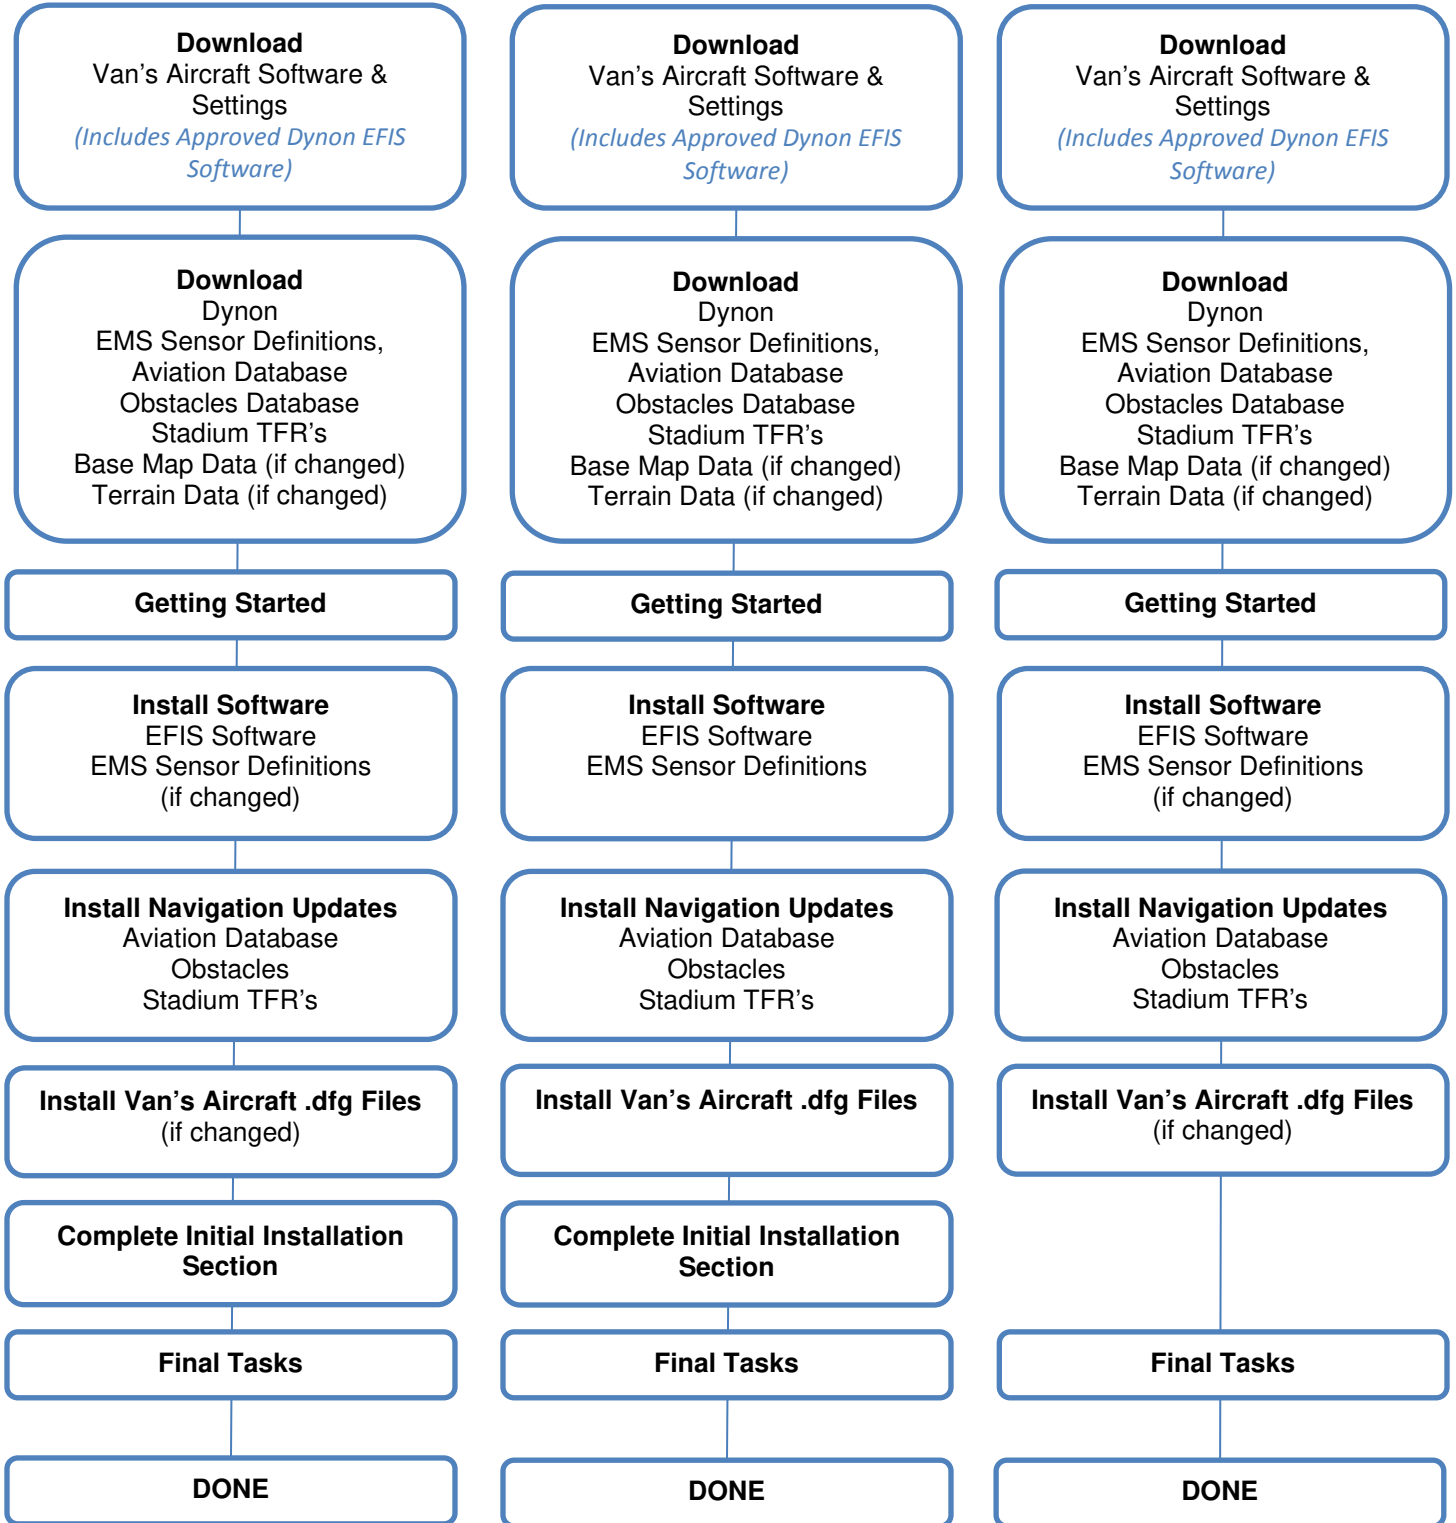 Download
Van’s Aircraft Software &
Settings
(Includes Approved Dynon EFIS
Software)
Download
Dynon
EMS Sensor Definitions,
Aviation Database
Obstacles Database
Stadium TFR’s
Base Map Data (if changed)
Terrain Data (if changed)
Getting Started
Install Software
EFIS Software
EMS Sensor Definitions
(if changed)
Install Navigation Updates
Aviation Database
Obstacles
Stadium TFR’s
Install Van’s Aircraft .dfg Files
(if changed)
Complete Initial Installation
Section
Final Tasks
DONE
Download
Van’s Aircraft Software &
Settings
(Includes Approved Dynon EFIS
Software)
Download
Dynon
EMS Sensor Definitions,
Aviation Database
Obstacles Database
Stadium TFR’s
Base Map Data (if changed)
Terrain Data (if changed)
Getting Started
Install Software
EFIS Software
EMS Sensor Definitions
Install Navigation Updates
Aviation Database
Obstacles
Stadium TFR’s
Install Van’s Aircraft .dfg Files
Complete Initial Installation
Section
Final Tasks
DONE
Download
Van’s Aircraft Software &
Settings
(Includes Approved Dynon EFIS
Software)
Download
Dynon
EMS Sensor Definitions,
Aviation Database
Obstacles Database
Stadium TFR’s
Base Map Data (if changed)
Terrain Data (if changed)
Getting Started
Install Software
EFIS Software
EMS Sensor Definitions
(if changed)
Install Navigation Updates
Aviation Database
Obstacles
Stadium TFR’s
Install Van’s Aircraft .dfg Files
(if changed)
Final Tasks
DONE